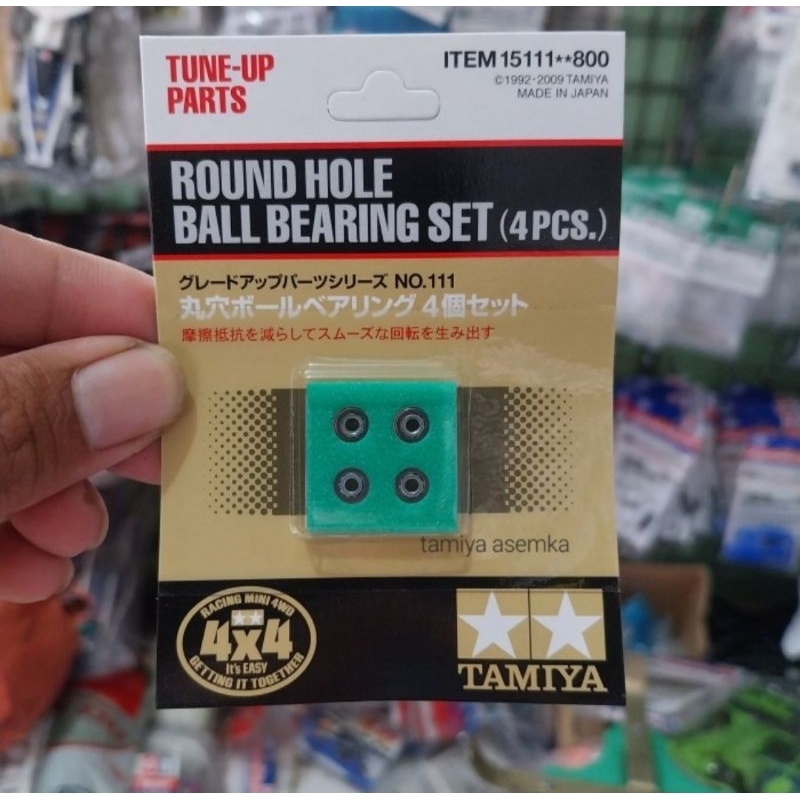 TUNE-UP
PARTS
ITEM 15111**800
©1992-2009 TAMIYA
MADE IN JAPAN
ROUND HOLE
BALL BEARING SET (4 PCS.)
グレードアップパーツシリーズ NO.111
丸穴ボールベアリング4個セット
摩擦抵抗を減らしてスムーズな回転を生み出す
tamiya asemka
RACING MINI 4WD
4x4
It's EASY
GETTING IT TOGETHER
TAMIYA